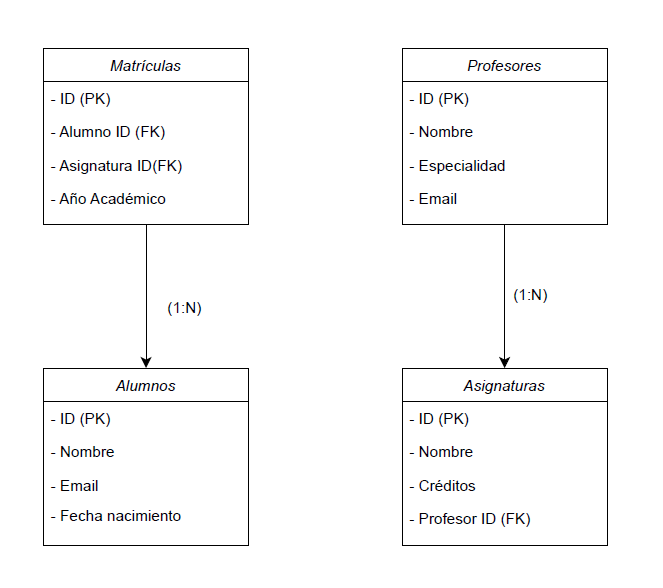 Matrículas
- ID (PK)
- Alumno ID (FK)
- Asignatura ID(FK)
- Año Académico
Profesores
- ID (PK)
- Nombre
- Especialidad
- Email
(1:N)
(1:N)
Alumnos
- ID (PK)
- Nombre
- Email
- Fecha nacimiento
Asignaturas
- ID (PK)
- Nombre
- Créditos
- Profesor ID (FK)